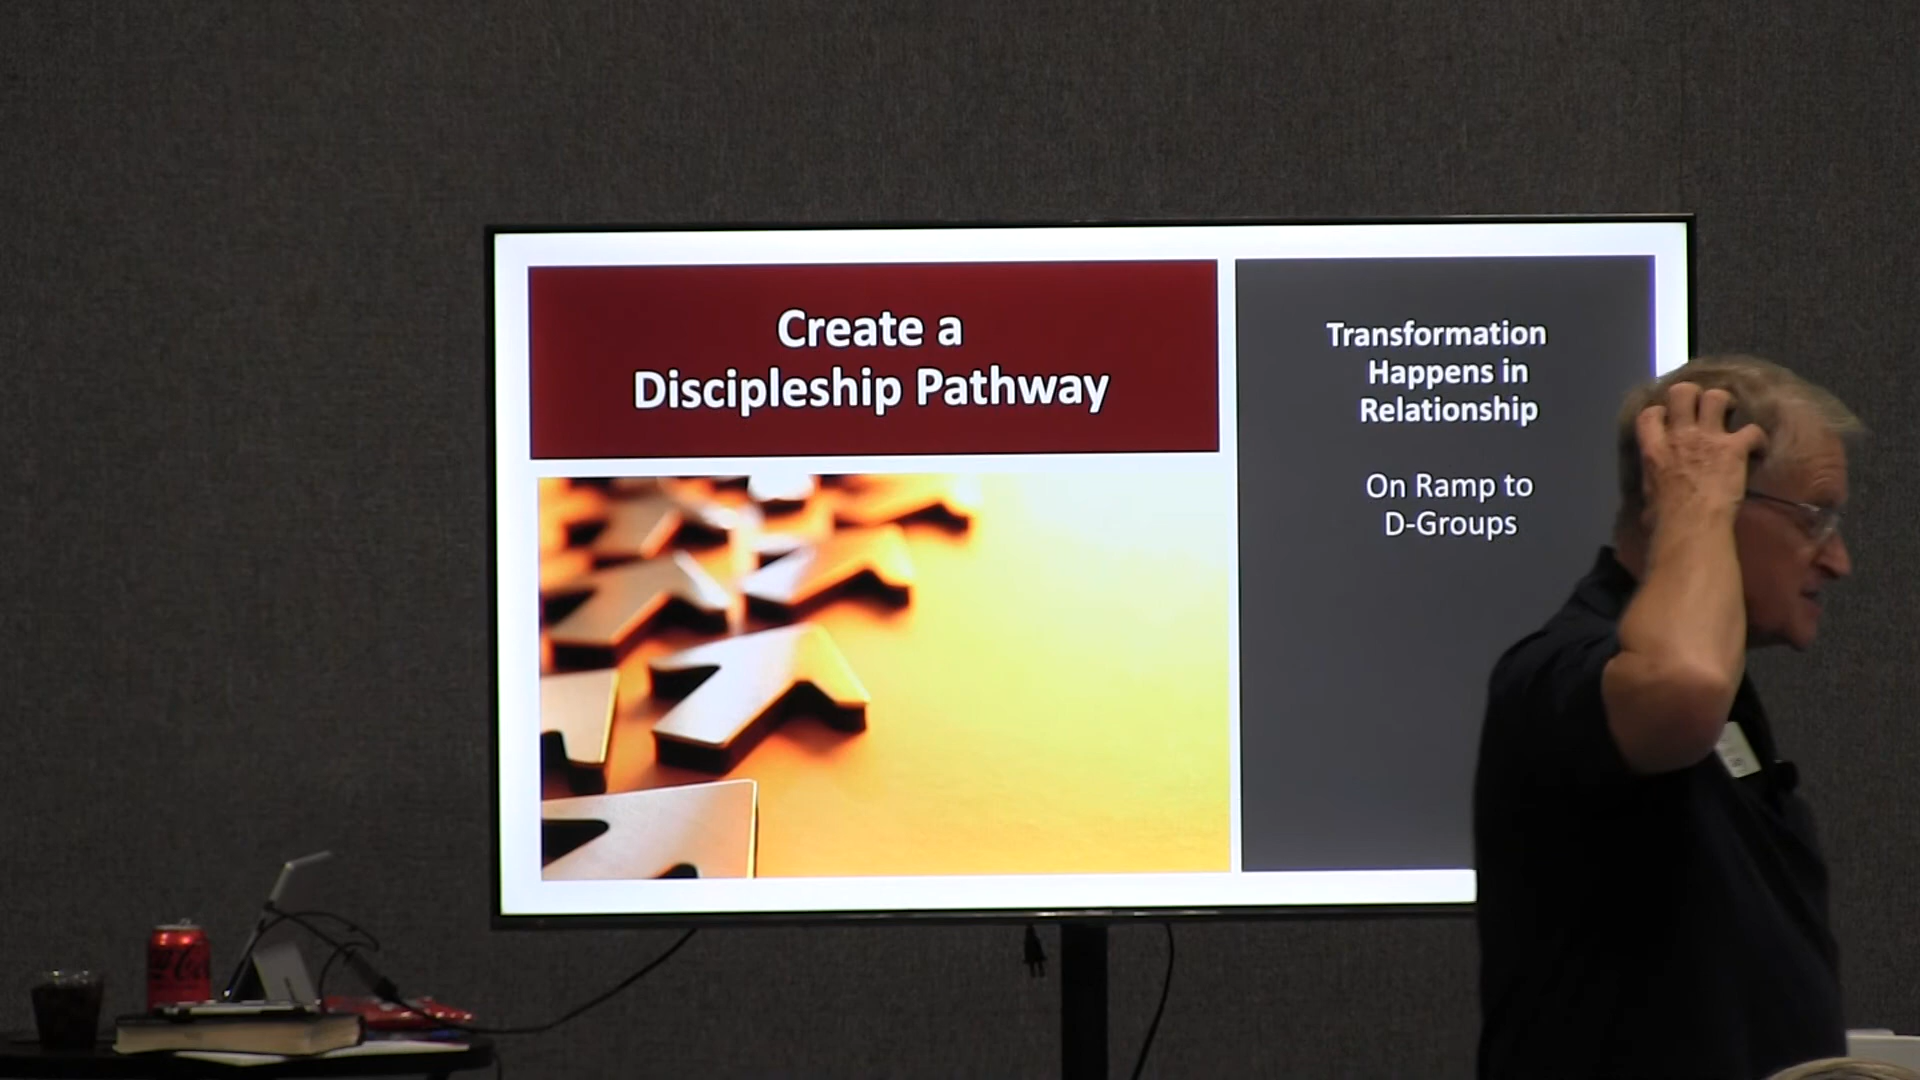 Create a
Discipleship Pathway
Transformation
Happens in
Relationship
On Ramp to
D-Groups